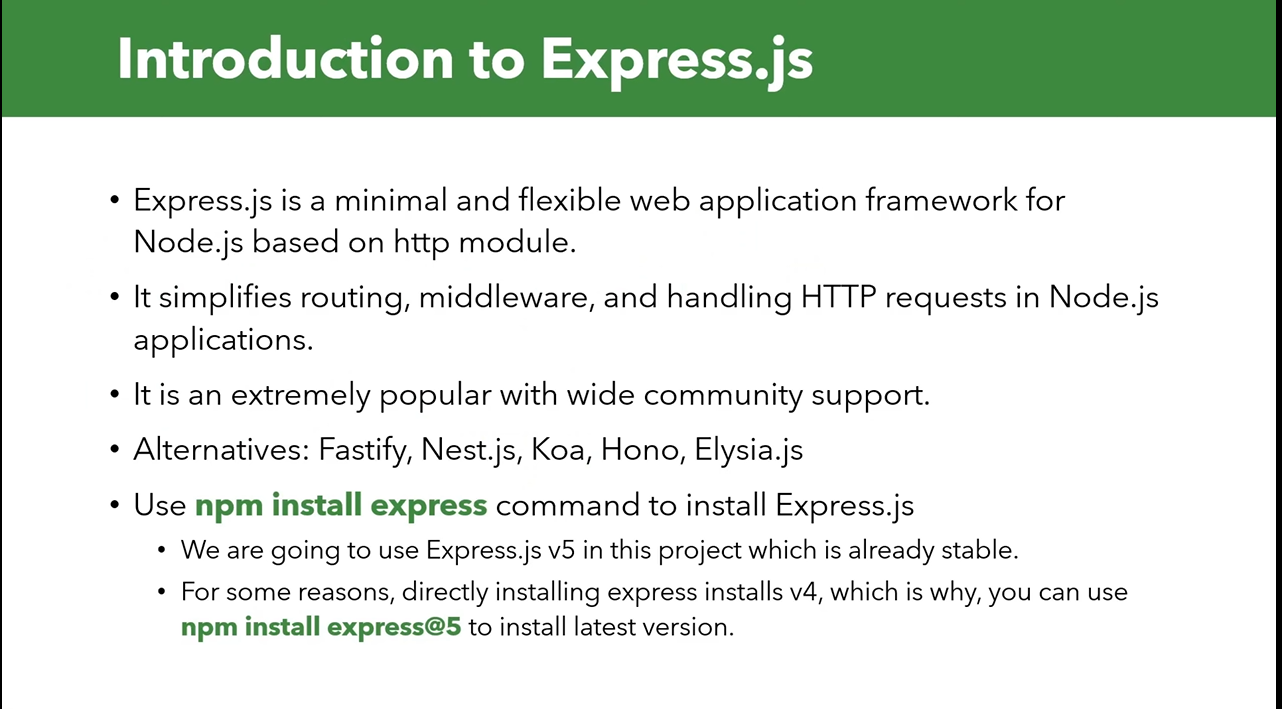 Introduction to Express.js
• Express.js is a minimal and flexible web application framework for
Node.js based on http module.
• It simplifies routing, middleware, and handling HTTP requests in Node.js
applications.
• It is an extremely popular with wide community support.
• Alternatives: Fastify, Nest.js, Koa, Hono, Elysia.js
• Use npm install express command to install Express.js
• We are going to use Express.js v5 in this project which is already stable.
• For some reasons, directly installing express installs v4, which is why, you can use
npm install express@5 to install latest version.